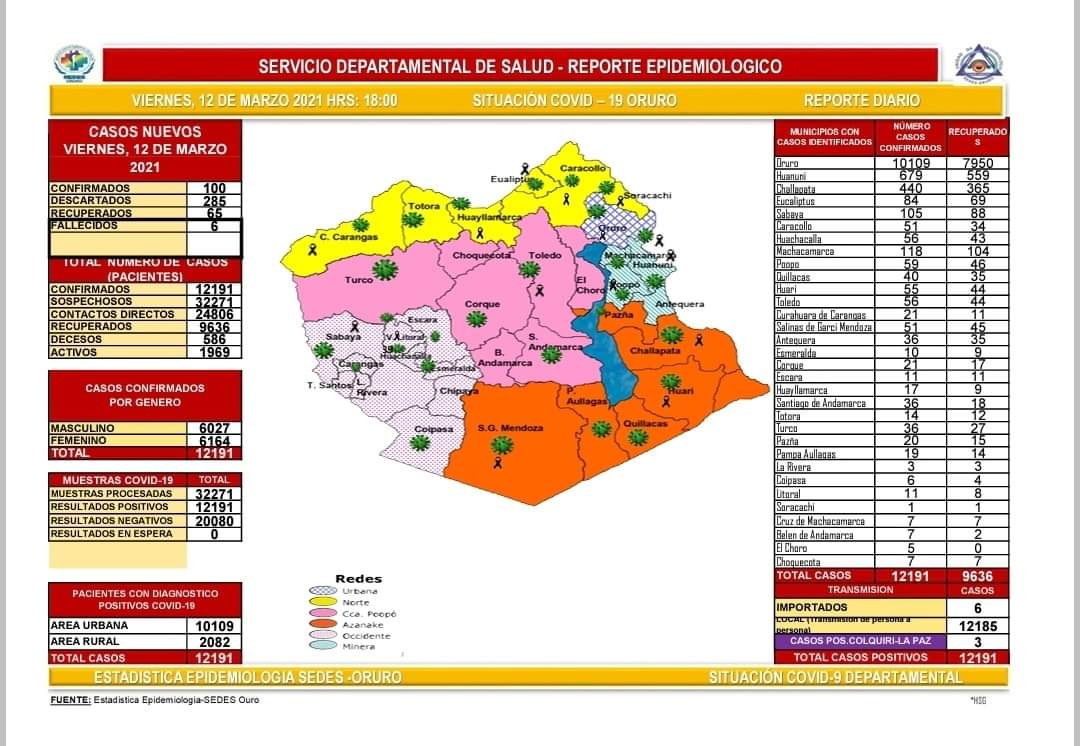 SERVICIO DEPARTAMENTAL DE SALUD - REPORTE EPIDEMIOLOGICO
VIERNES, 12 DE MARZO 2021 HRS: 18:00 SITUACIÓN COVID – 19 ORURO REPORTE DIARIO
CASOS NUEVOS
VIERNES, 12 DE MARZO
2021
CONFIRMADOS 100
DESCARTADOS 285
RECUPERADOS 65
FALLECIDOS 6
TOTAL NUMERO DE CASOS
(PACIENTES)
CONFIRMADOS 12191
SOSPECHOSOS 32271
CONTACTOS DIRECTOS 24806
RECUPERADOS 9636
DECESOS 586
ACTIVOS 1969
CASOS CONFIRMADOS
POR GENERO
MASCULINO 6027
FEMENINO 6164
TOTAL 12191
MUESTRAS COVID-19 TOTAL
MUESTRAS PROCESADAS 32271
RESULTADOS POSITIVOS 12191
RESULTADOS NEGATIVOS 20080
RESULTADOS EN ESPERA 0
PACIENTES CON DIAGNOSTICO
POSITIVOS COVID-19
AREA URBANA 10109
AREA RURAL 2082
TOTAL CASOS 12191
Caracollo
Eualiptu
Soracachi
Totora
Huayllamarca
Oruro
C. Carangas
Choquecota
Toledo
Machacamarca
Huanuni
Turco
El
Choro
Poopó
Antequera
Corque
Pazña
Escara
Sabaya
V. Litoral
S.
Andamarca
Huachacalla
Challapata
Carangas
Esmeralda
B.
Andamarca
T. Santos
L.
Rivera
Chipaya
P.
Aullagas
Huari
Coipasa
S.G. Mendoza
Quillacas
Redes
Urbana
Norte
Cca. Poopó
Azanake
Occidente
Minera
MUNICIPIOS CON
CASOS IDENTIFICADOS
NÚMERO
CASOS
CONFIRMADOS
RECUPERADO
S
Oruro 10109 7950
Huanuni 679 559
Challapata 440 365
Eucaliptus 84 69
Sabaya 105 88
Caracollo 51 34
Huachacalla 56 43
Machacamarca 118 104
Poopo 59 46
Quillacas 40 35
Huari 55 44
Toledo 56 44
Curahuara de Carangas 21 11
Salinas de Garci Mendoza 51 45
Antequera 36 35
Esmeralda 10 9
Corque 21 17
Escara 11 11
Huayllamarca 17 9
Santiago de Andamarca 36 18
Totora 14 12
Turco 36 27
Pazña 20 15
Pampa Aullagas 19 14
La Rivera 3 3
Coipasa 6 4
Litoral 11 8
Soracachi 1 1
Cruz de Machacamarca 7 7
Belen de Andamarca 7 2
El Choro 5 0
Choquecota 7 7
TOTAL CASOS 12191 9636
TRANSMISION CASOS
IMPORTADOS 6
LOCAL (Transmision de persona a
persona) 12185
CASOS POS.COLQUIRI-LA PAZ 3
TOTAL CASOS POSITIVOS 12191
ESTADISTICA EPIDEMIOLOGIA SEDES -ORURO SITUACIÓN COVID-9 DEPARTAMENTAL
FUENTE: Estadistica Epidemiologia-SEDES Ouro *HSG